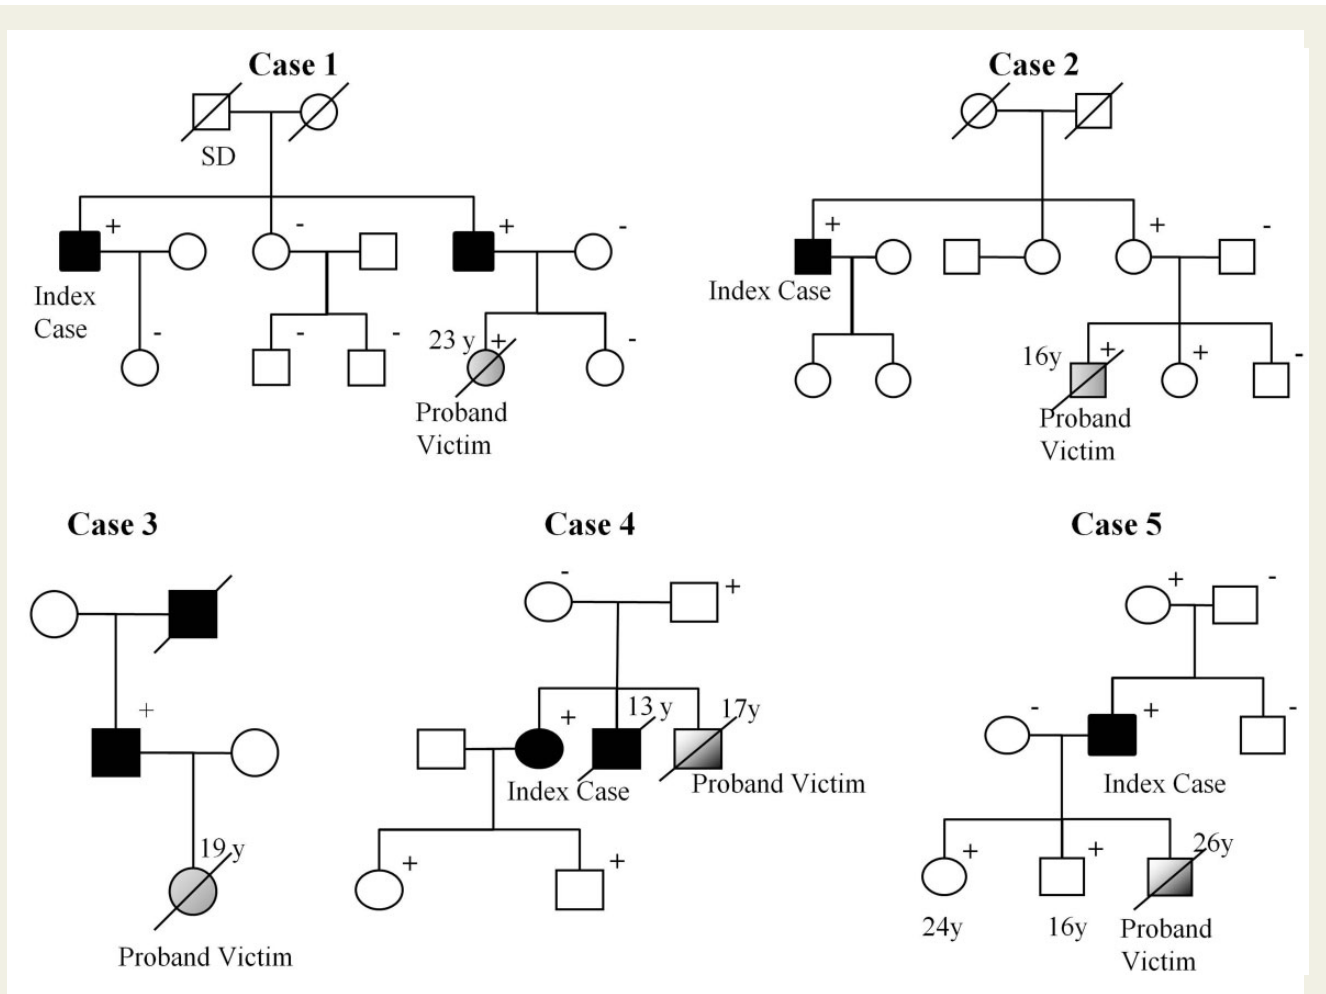 Case 1
SD
+
-
+
-
Index
Case
-
-
-
23 y
+
-
Proband
Victim
Case 2
+
+
-
Index Case
16y
+
+
-
Proband
Victim
Case 3
+
19 y
Proband Victim
Case 4
-
+
+
13 y
17y
Index Case
Proband Victim
+
+
Case 5
+
-
-
+
-
Index Case
+
+
26y
24y
16y
Proband
Victim